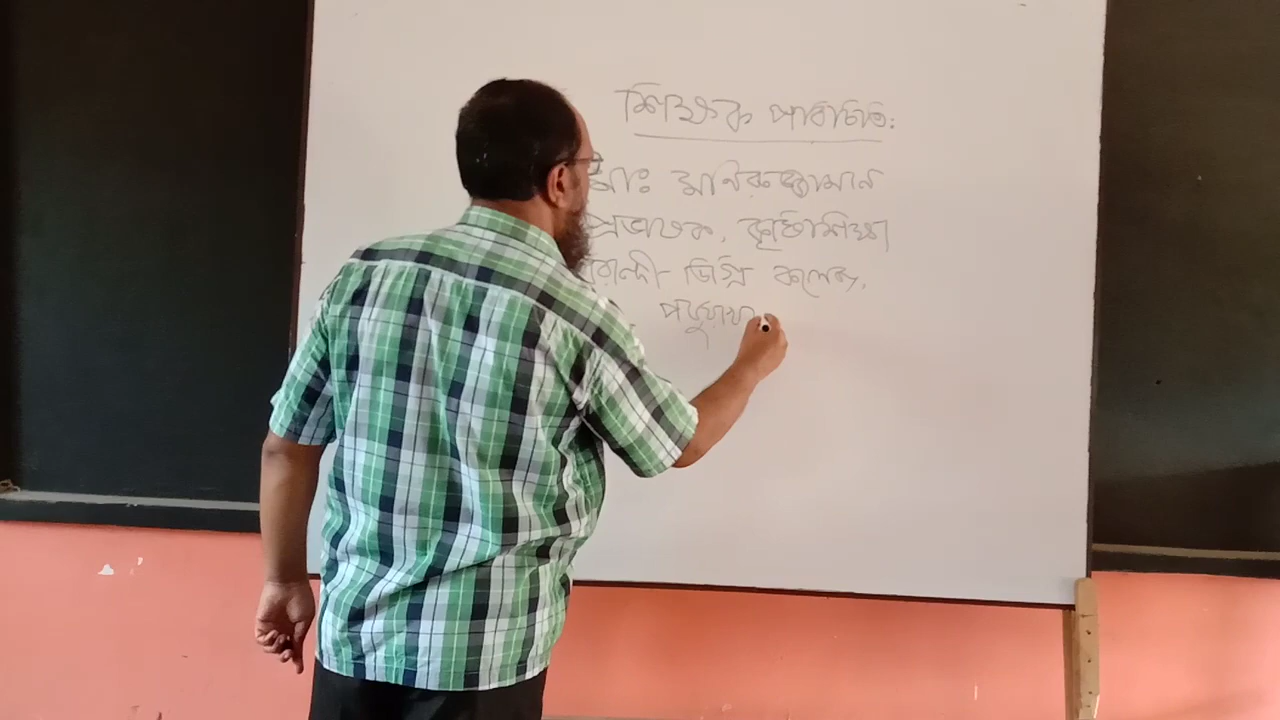 শিক্ষক পরিচিতি:
মোঃ মনিরুজ্জামান
প্রভাষক, কৃষিশিক্ষা
ডিগ্রি কলেজ,